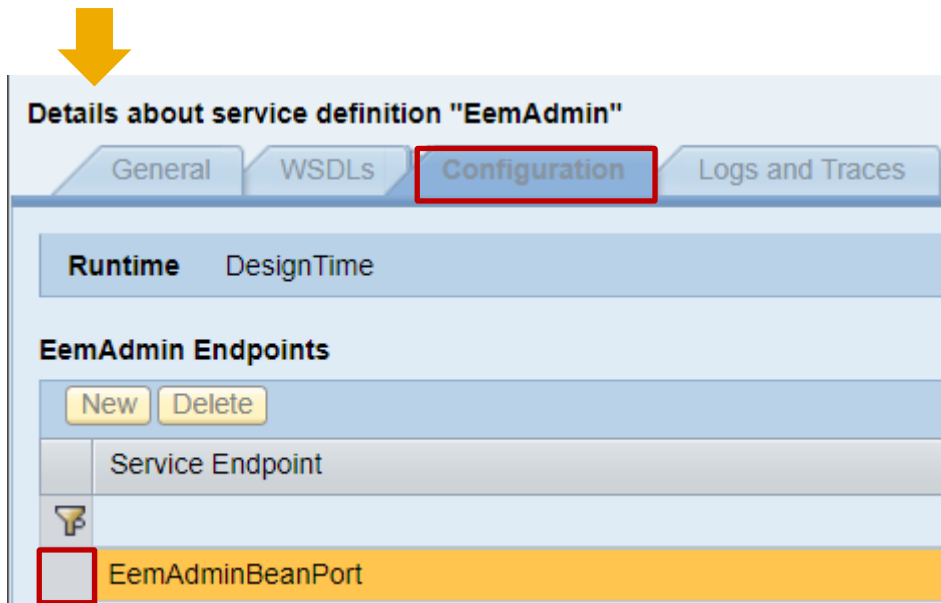 Details about service definition "EemAdmin"
General WSDLs Configuration Logs and Traces
Runtime DesignTime
EemAdmin Endpoints
New Delete
Service Endpoint
EemAdminBeanPort